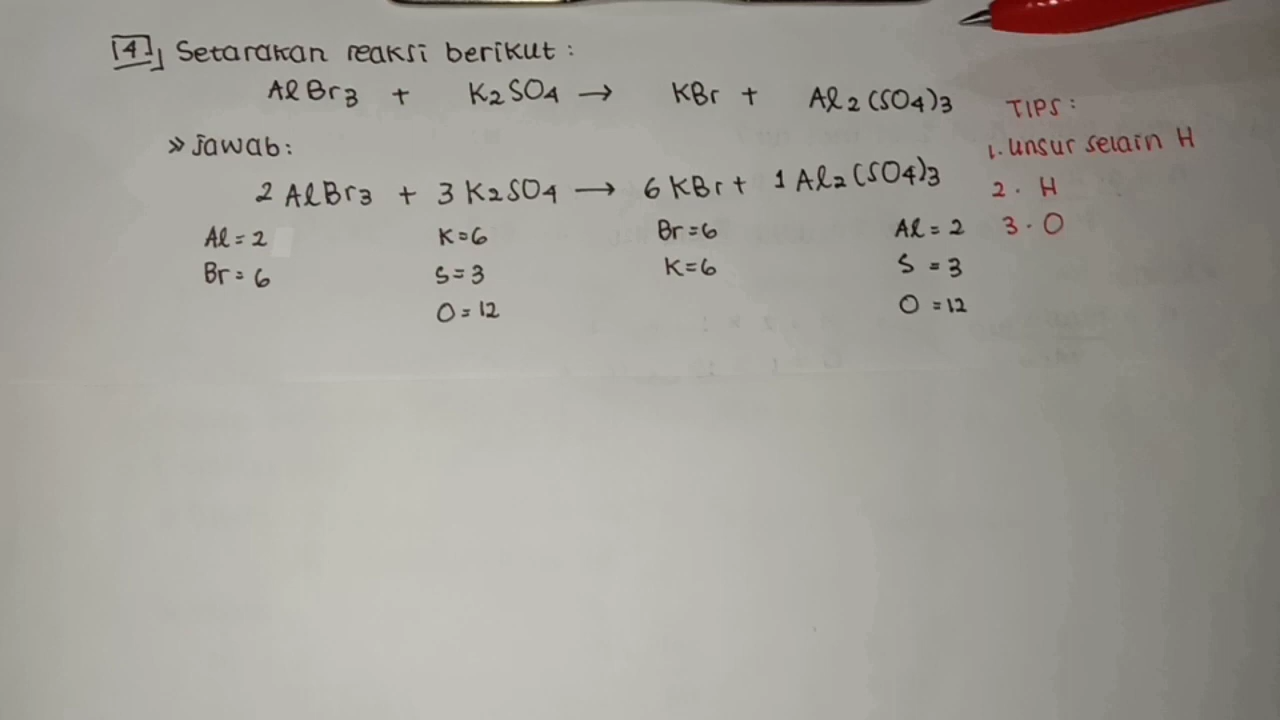 [4] Setarakan reaksi berikut :
AlBr3 + K2SO4 → KBr + Al2(SO4)3
» Jawab:
2 AlBr3 + 3 K2SO4 → 6 KBr + 1 Al2(SO4)3
Al = 2 K = 6 Br = 6 Al = 2
Br = 6 S = 3 K = 6 S = 3
O = 12 O = 12
TIPS :
1. unsur selain H
2. H
3. O